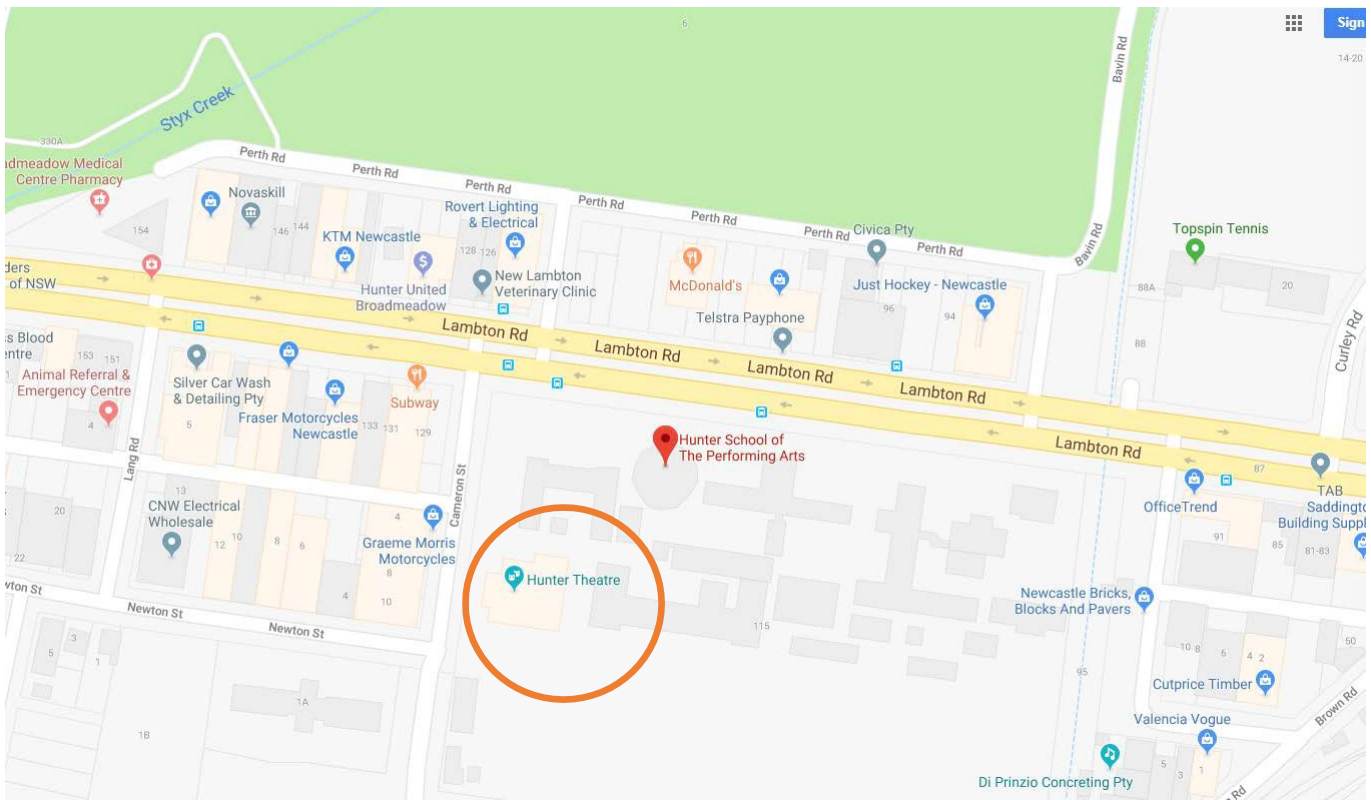 6
Sign
14-20
Bavin Rd
Styx Creek
330A
admeadow Medical
Centre Pharmacy
Perth Rd
Perth Rd
Perth Rd
Perth Rd
Perth Rd
Perth Rd
Perth Rd
Novaskill
154
146
144
KTM Newcastle
Rovert Lighting
& Electrical
128
126
Hunter United
Broadmeadow
New Lambton
Veterinary Clinic
McDonald's
Telstra Payphone
Civica Pty
Just Hockey - Newcastle
96
94
Bavin Rd
Topspin Tennis
88A
20
88
Curley Rd
ders
of NSW
Lambton Rd
Lambton Rd
Lambton Rd
Lambton Rd
Lambton Rd
ss Blood
entre
153
151
Animal Referral &
Emergency Centre
4
Silver Car Wash
& Detailing Pty
5
Fraser Motorcycles
Newcastle
133
131
129
Subway
Lang Rd
Cameron St
Hunter School of
The Performing Arts
87
TAB
OfficeTrend
Saddingto
Building Suppl
91
85
81-83
13
CNW Electrical
Wholesale
20
22
12
10
8
6
4
4
Graeme Morris
Motorcycles
8
10
Hunter Theatre
115
Newcastle Bricks,
Blocks And Pavers
wton St
Newton St
Newton St
3
5
1
1A
1B
95
10
8
6
4
2
50
Cutprice Timber
Brown Rd
Valencia Vogue
5
3
1
Di Prinzio Concreting Pty
Rd